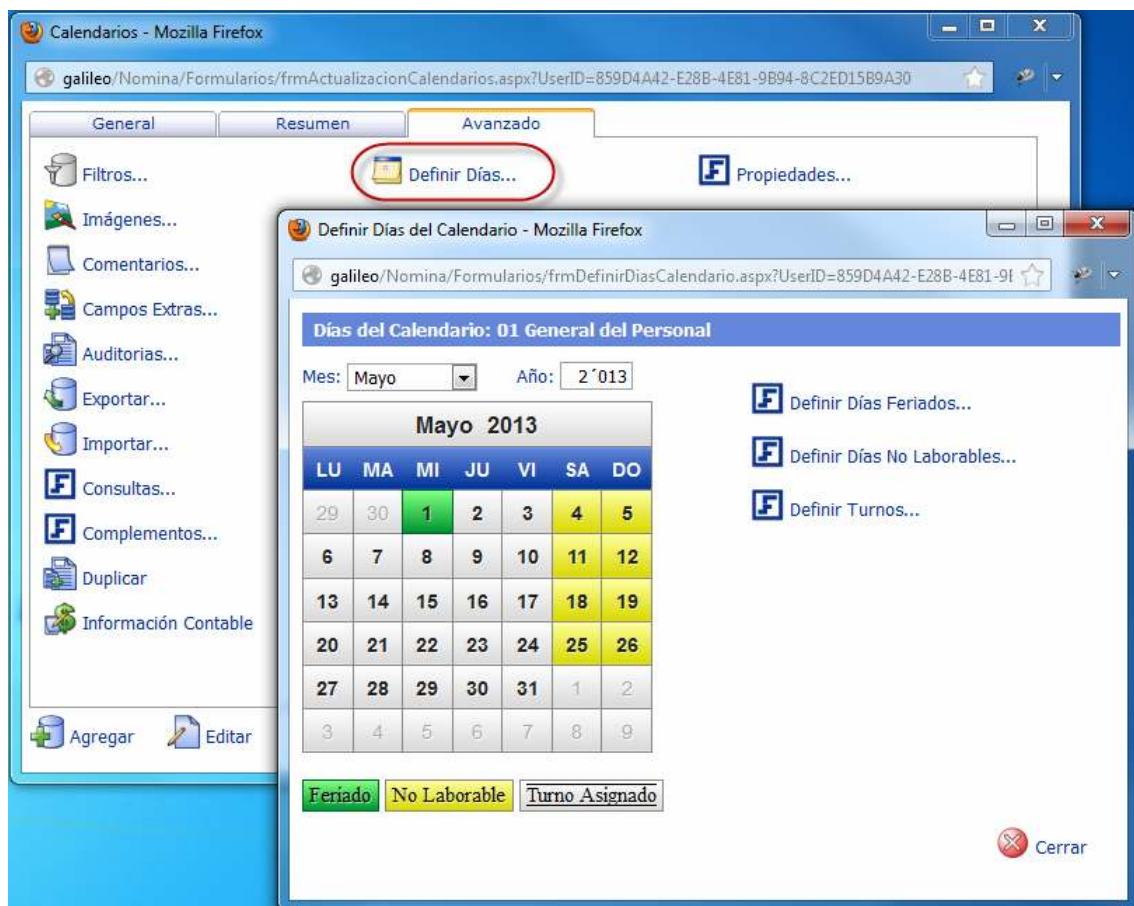 Calendarios - Mozilla Firefox
galileo/Nomina/Formularios/frmActualizacionCalendarios.aspx?UserID=859D4A42-E28B-4E81-9B94-8C2ED15B9A30
General Resumen Avanzado
Filtros... Definir Días... Propiedades...
Imágenes...
Comentarios...
Campos Extras...
Auditorias...
Exportar...
Importar...
Consultas...
Complementos...
Duplicar
Información Contable
Agregar Editar
Definir Días del Calendario - Mozilla Firefox
galileo/Nomina/Formularios/frmDefinirDiasCalendario.aspx?UserID=859D4A42-E28B-4E81-9I
Días del Calendario: 01 General del Personal
Mes: Mayo Año: 2´013
Mayo 2013
LU MA MI JU VI SA DO
29 30 1 2 3 4 5
6 7 8 9 10 11 12
13 14 15 16 17 18 19
20 21 22 23 24 25 26
27 28 29 30 31 1 2
3 4 5 6 7 8 9
Feriado No Laborable Turno Asignado
Definir Días Feriados...
Definir Días No Laborables...
Definir Turnos...
Cerrar